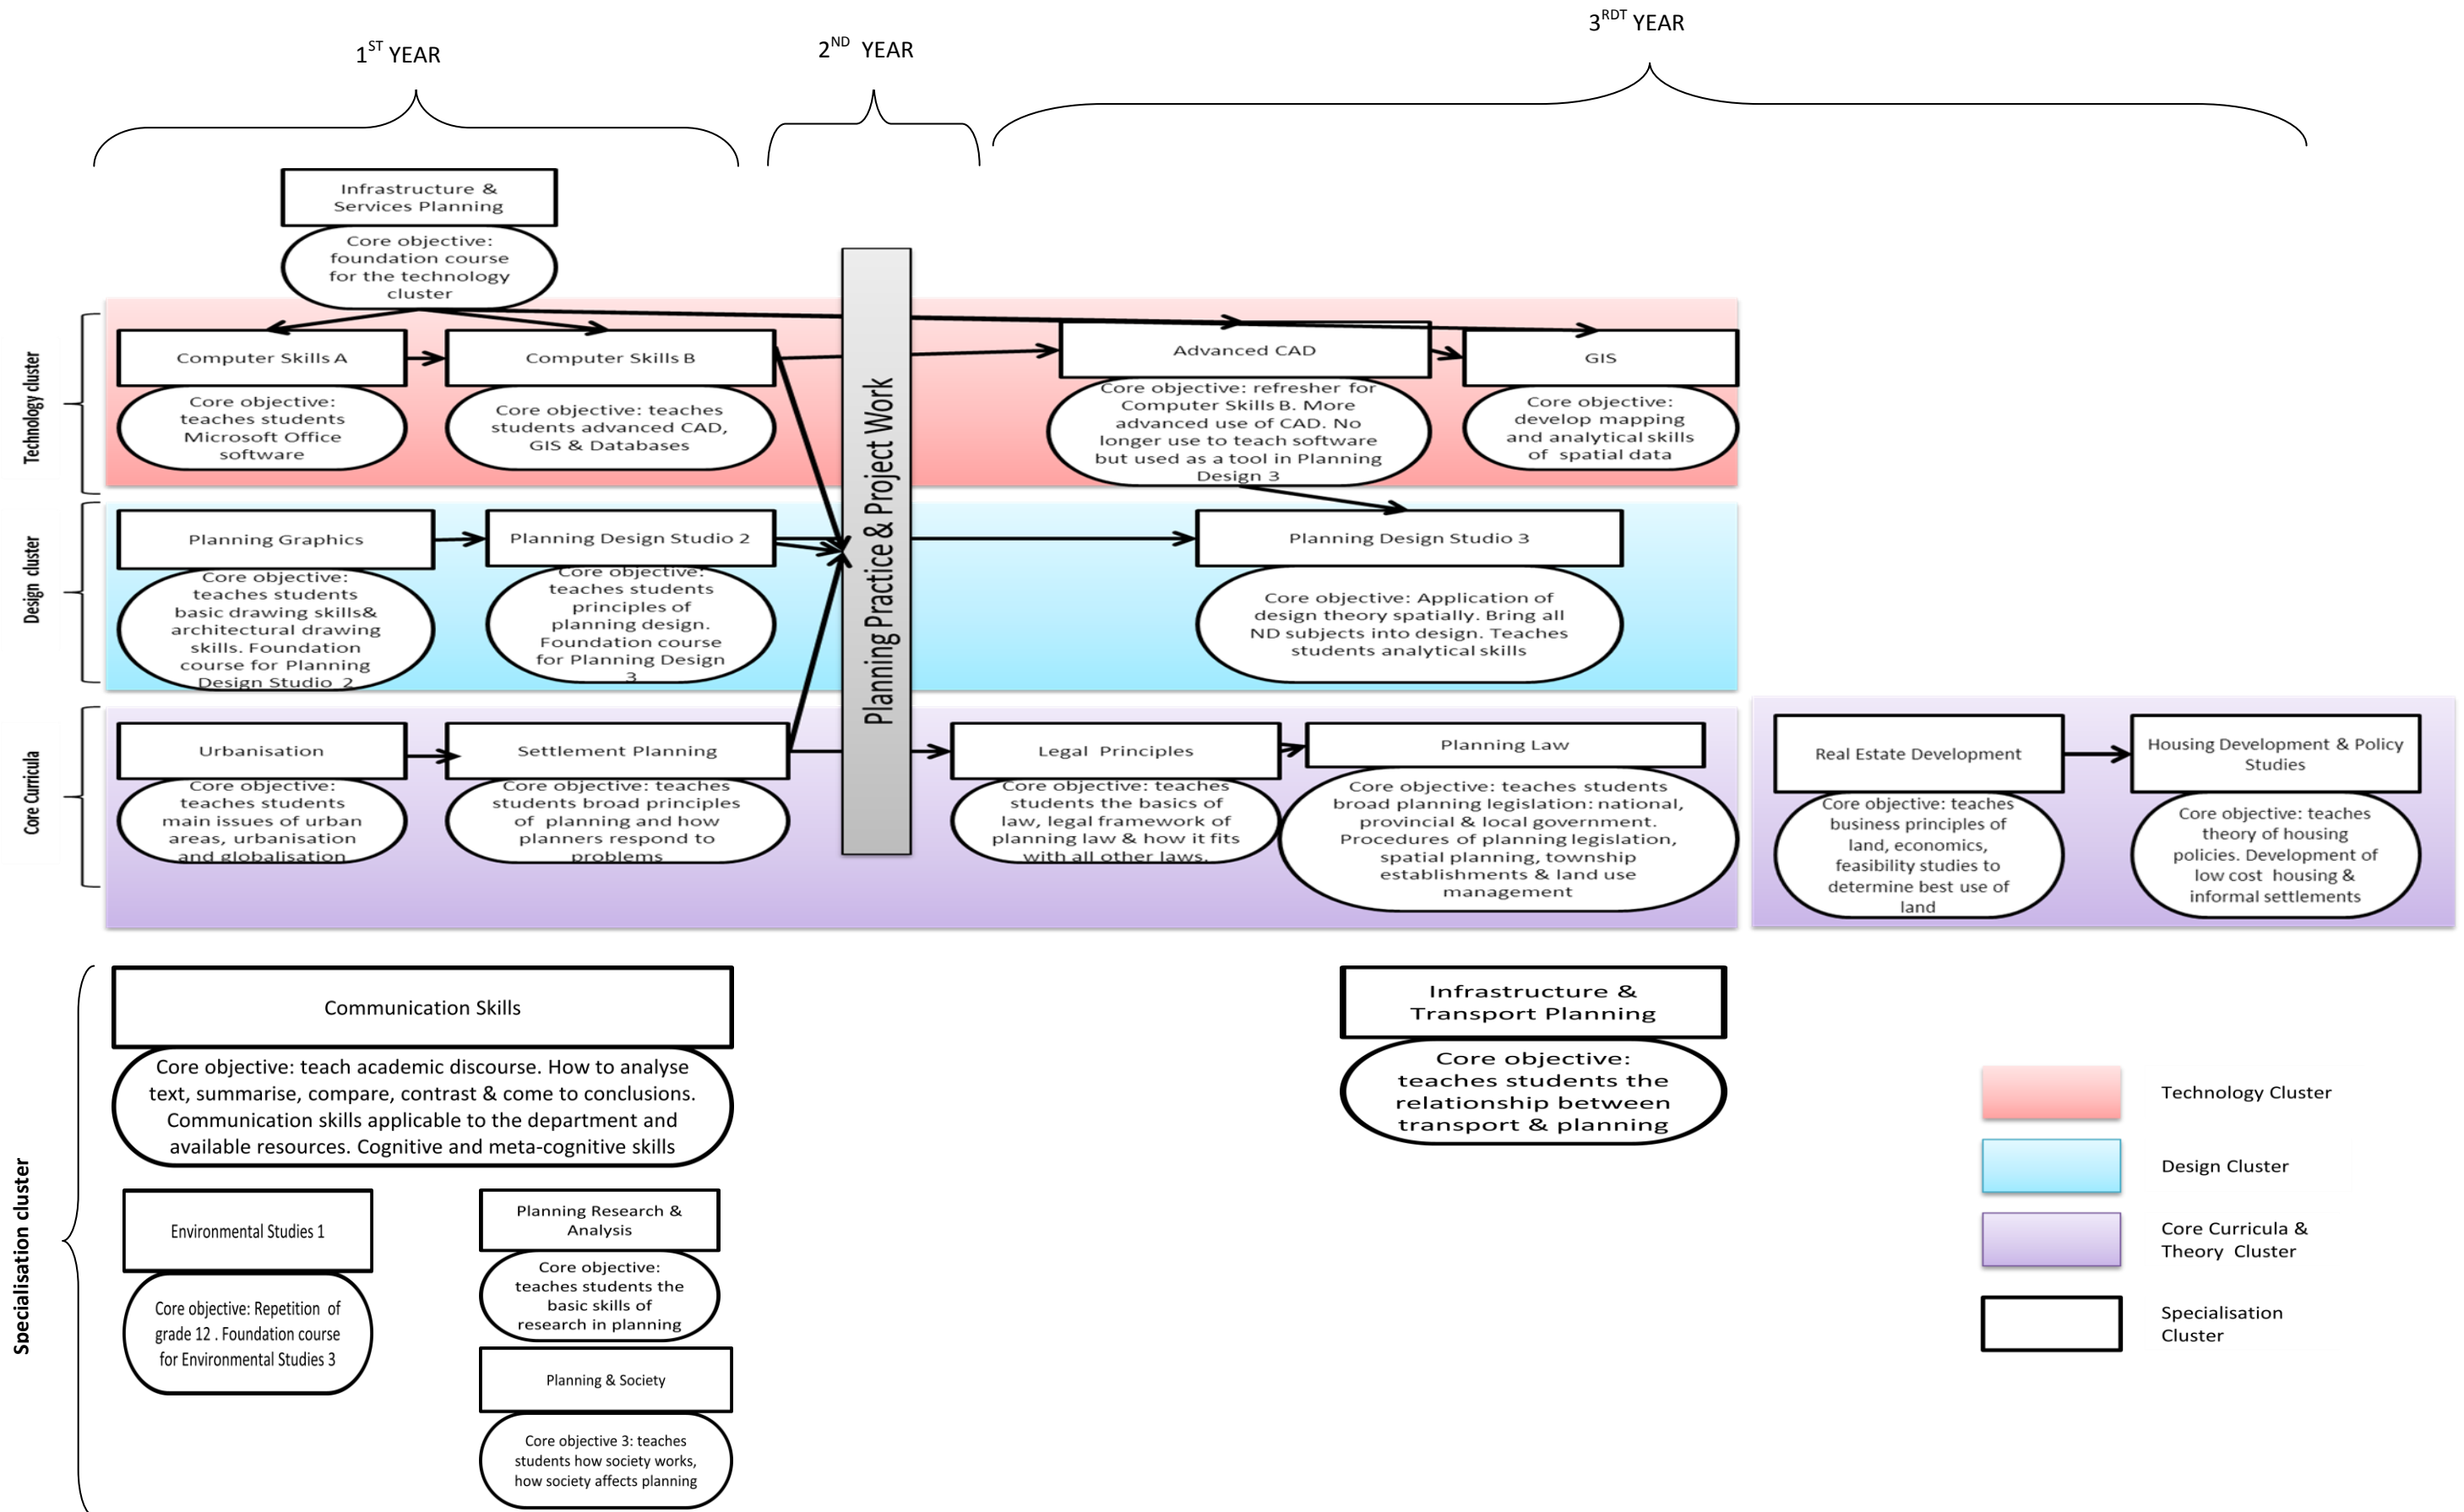 1ST YEAR
2ND YEAR
3RDT YEAR
Infrastructure &
Services Planning
Core objective:
foundation course
for the technology
cluster
Technology cluster
Computer Skills A
Core objective:
teaches students
Microsoft Office
software
Computer Skills B
Core objective: teaches
students advanced CAD,
GIS & Databases
Planning Practice & Project Work
Advanced CAD
Core objective: refresher for
Computer Skills B. More
advanced use of CAD. No
longer use to teach software
but used as a tool in Planning
Design 3
GIS
Core objective:
develop mapping
and analytical skills
of spatial data
Design cluster
Planning Graphics
Core objective:
teaches students
basic drawing skills&
architectural drawing
skills. Foundation
course for Planning
Design Studio 2
Planning Design Studio 2
Core objective:
teaches students
principles of
planning design.
Foundation course
for Planning Design
3
Planning Design Studio 3
Core objective: Application of
design theory spatially. Bring all
ND subjects into design. Teaches
students analytical skills
Core Curricula
Urbanisation
Core objective:
teaches students
main issues of urban
areas, urbanisation
and globalisation
Settlement Planning
Core objective: teaches
students broad principles
of planning and how
planners respond to
problems
Legal Principles
Core objective: teaches
students the basics of
law, legal framework of
planning law & how it fits
with all other laws.
Planning Law
Core objective: teaches students
broad planning legislation: national,
provincial & local government.
Procedures of planning legislation,
spatial planning, township
establishments & land use
management
Real Estate Development
Core objective: teaches
business principles of
land, economics,
feasibility studies to
determine best use of
land
Housing Development & Policy
Studies
Core objective: teaches
theory of housing
policies. Development of
low cost housing &
informal settlements
Specialisation cluster
Communication Skills
Core objective: teach academic discourse. How to analyse
text, summarise, compare, contrast & come to conclusions.
Communication skills applicable to the department and
available resources. Cognitive and meta-cognitive skills
Infrastructure &
Transport Planning
Core objective:
teaches students the
relationship between
transport & planning
Environmental Studies 1
Core objective: Repetition of
grade 12 . Foundation course
for Environmental Studies 3
Planning Research &
Analysis
Core objective:
teaches students the
basic skills of
research in planning
Planning & Society
Core objective 3: teaches
students how society works,
how society affects planning
Technology Cluster
Design Cluster
Core Curricula &
Theory Cluster
Specialisation
Cluster